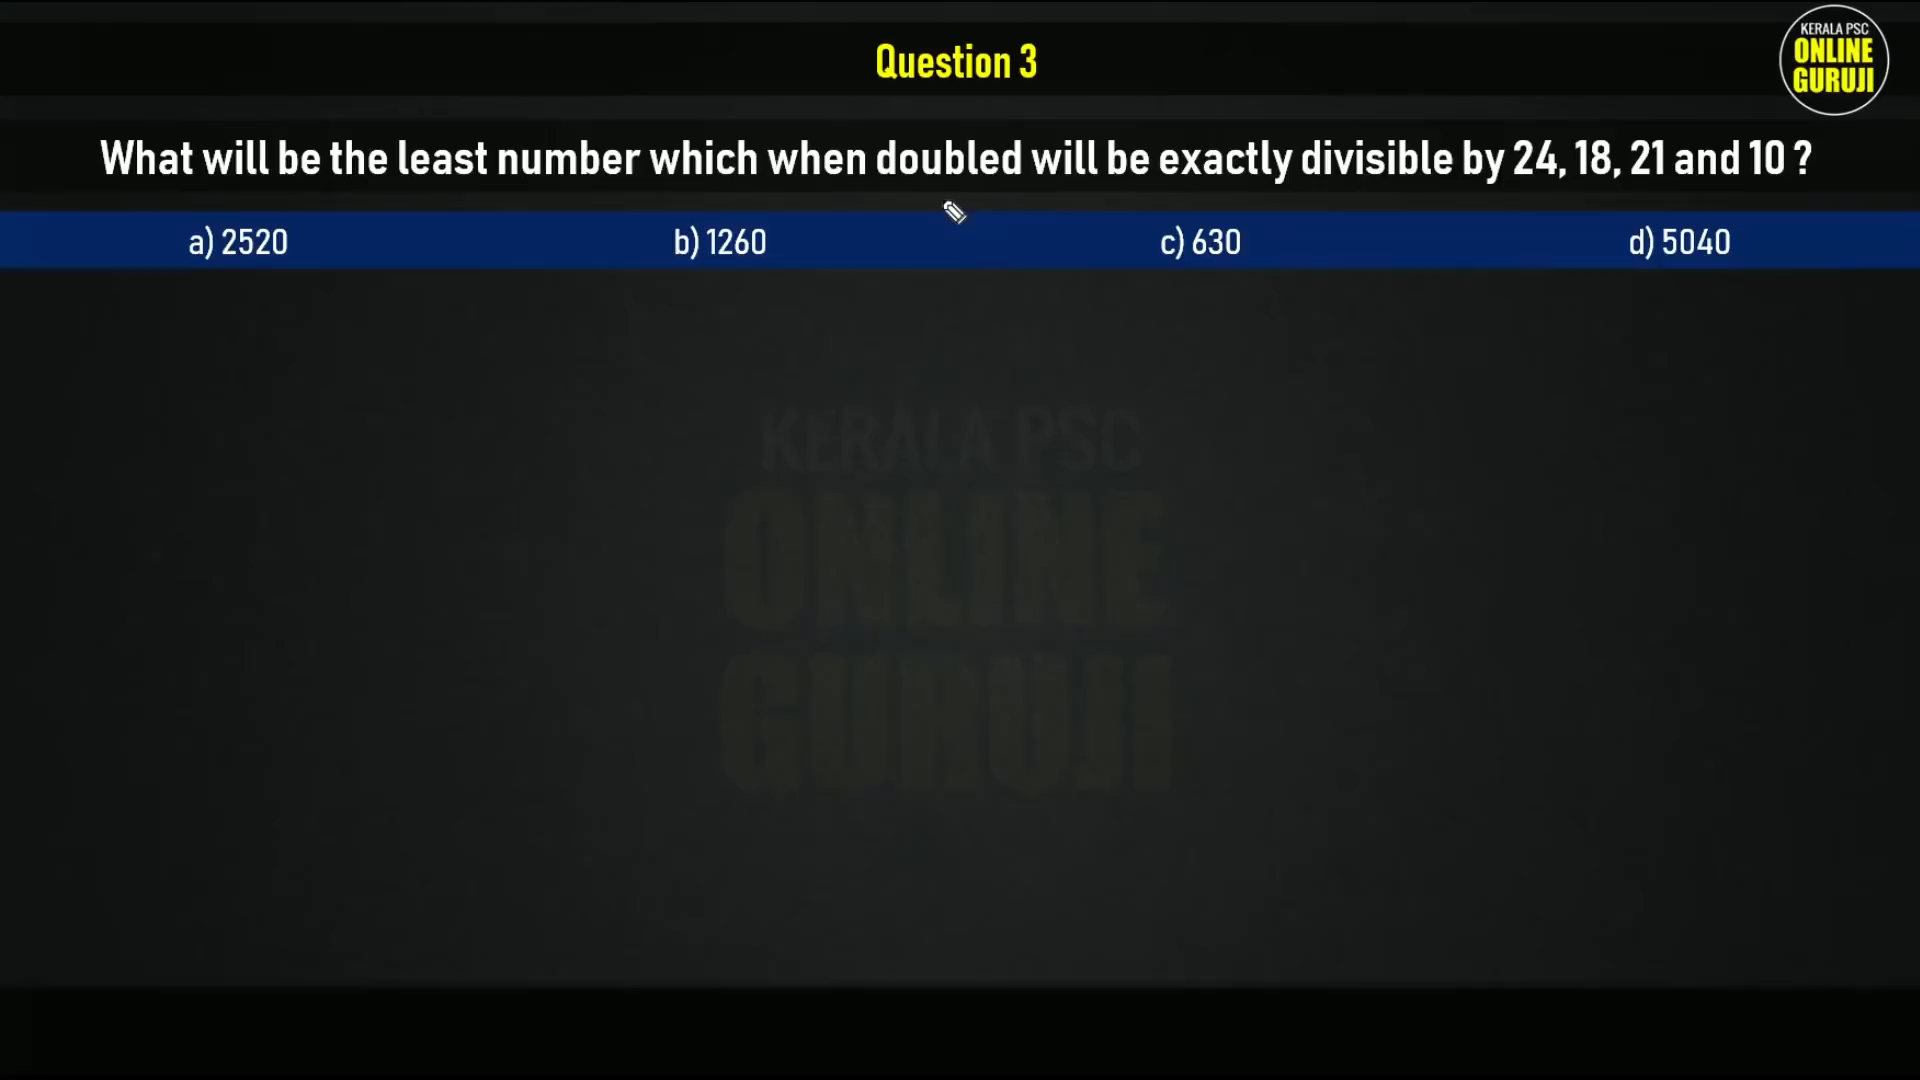 Question 3
KERALA PSC
ONLINE
GURUJI
What will be the least number which when doubled will be exactly divisible by 24, 18, 21 and 10 ?
a) 2520 b) 1260 c) 630 d) 5040
KERALA PSC
ONLINE
GURUJI